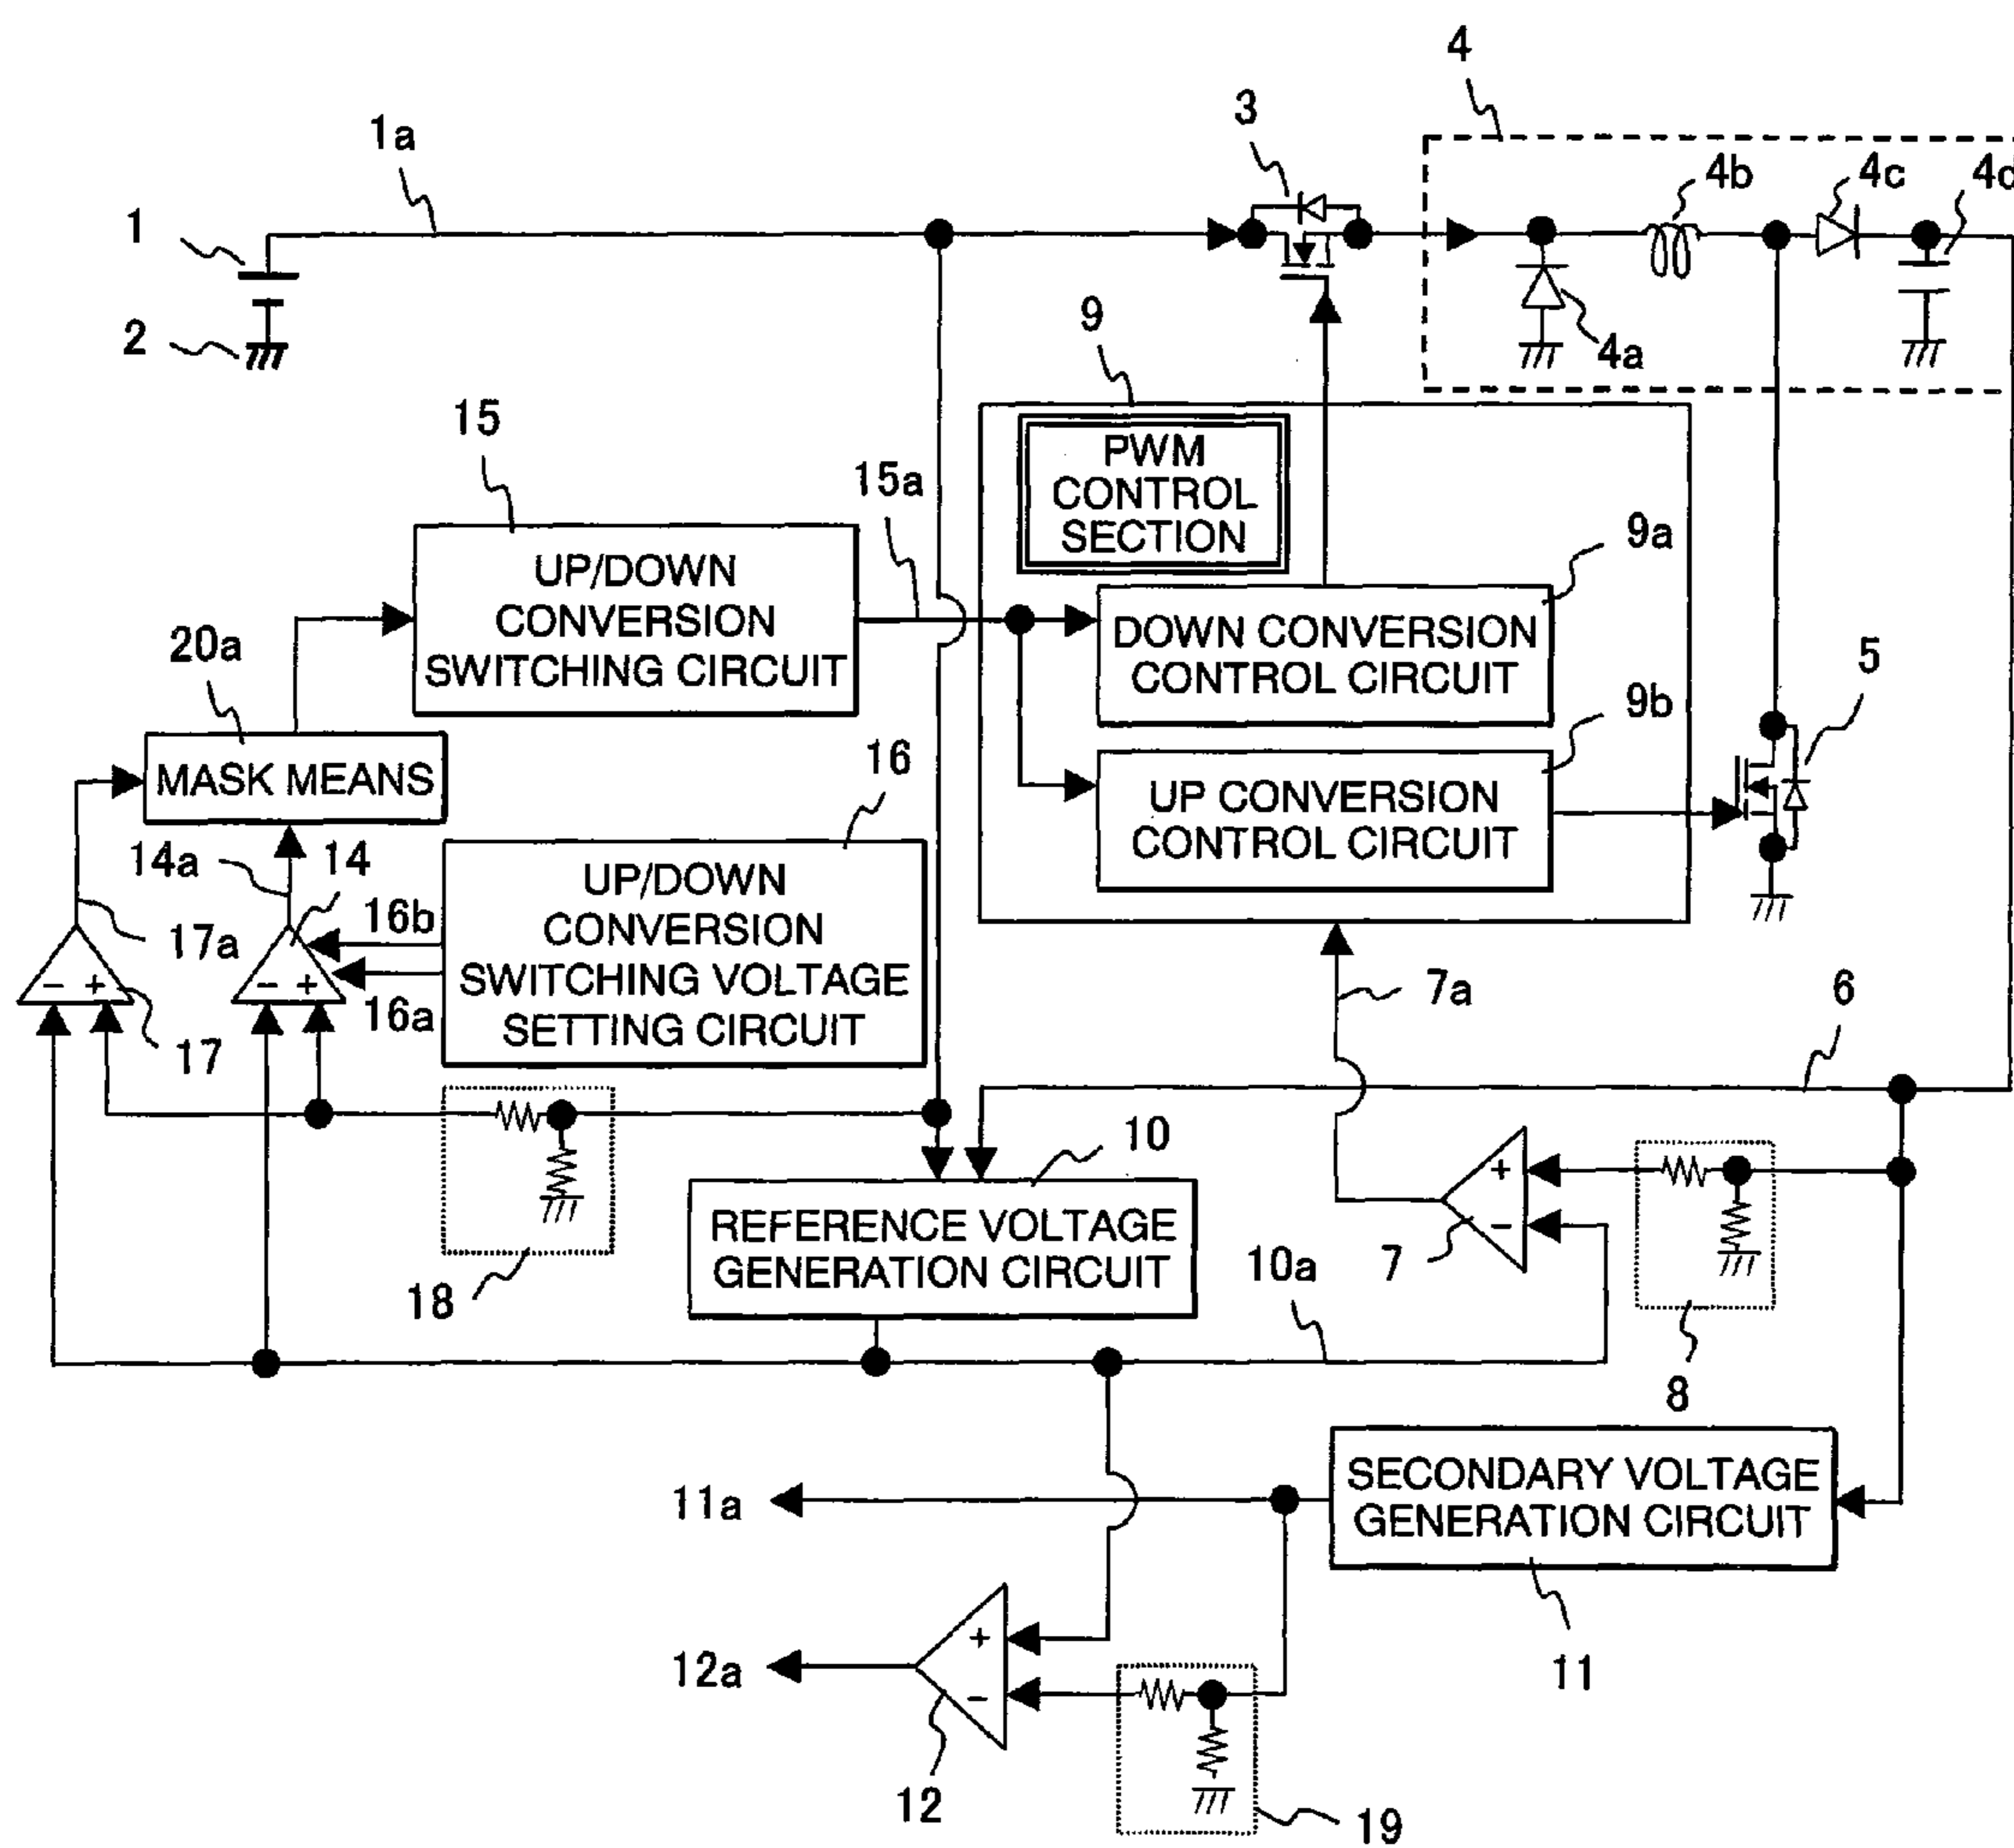 4
3
1a
4b
4c
4d
1
2
4a
9
15
15a
PWM
CONTROL
SECTION
9a
UP/DOWN
CONVERSION
SWITCHING CIRCUIT
DOWN CONVERSION
CONTROL CIRCUIT
20a
5
9b
16
MASK MEANS
UP CONVERSION
CONTROL CIRCUIT
14a
14
UP/DOWN
CONVERSION
SWITCHING VOLTAGE
SETTING CIRCUIT
16b
17a
- +
- +
16a
17
7a
6
10
+
-
REFERENCE VOLTAGE
GENERATION CIRCUIT
7
10a
18
8
SECONDARY VOLTAGE
GENERATION CIRCUIT
11a
+
-
12a
11
12
19